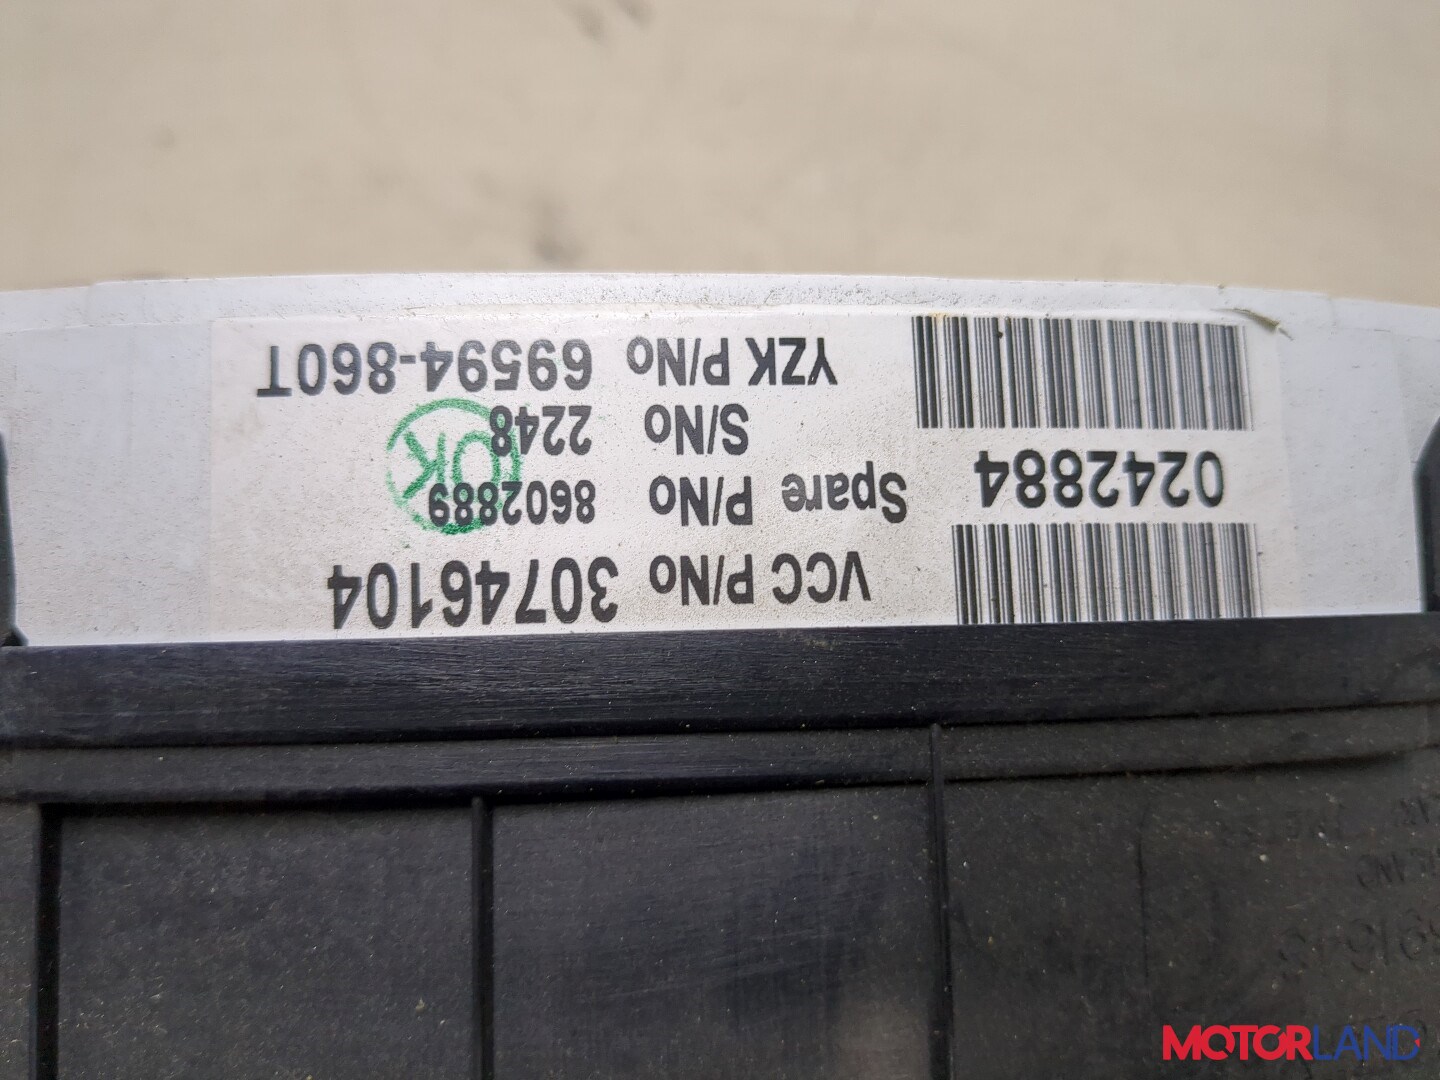 0242884
VCC P/No 30746104
Spare P/No 8602889
S/No 2248
YZK P/No 69594-860T
OK
MOTORLAND